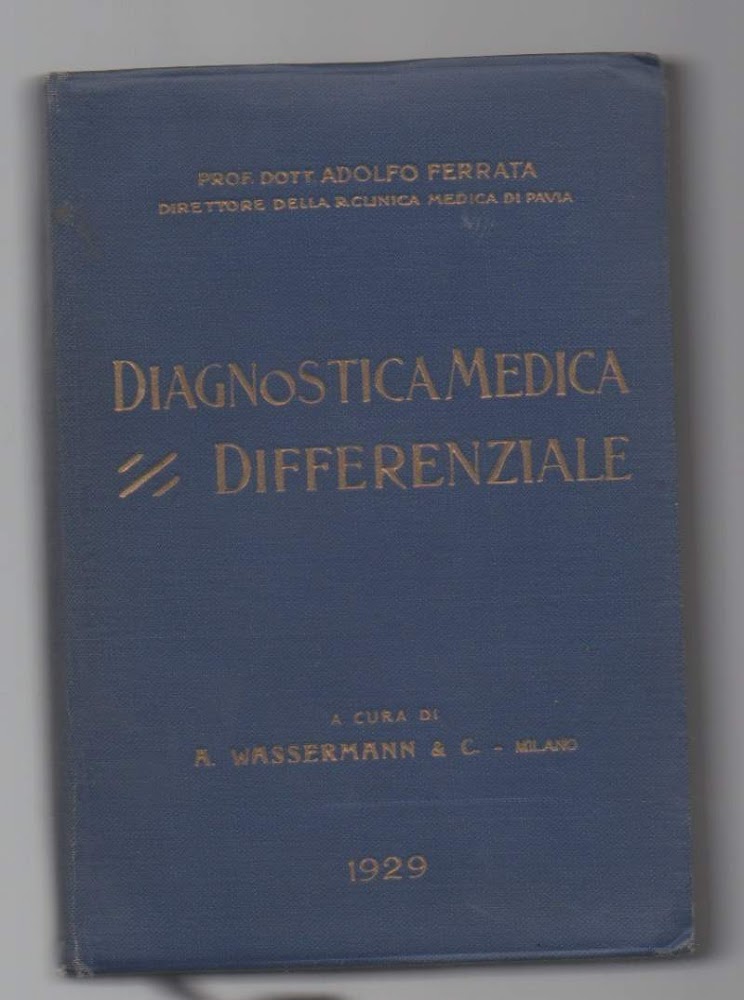 PROF. DOTT. ADOLFO FERRATA
DIRETTORE DELLA R. CLINICA MEDICA DI PAVIA
DIAGNOSTICA MEDICA
DIFFERENZIALE
A CURA DI
A. WASSERMANN & C. - MILANO
1929